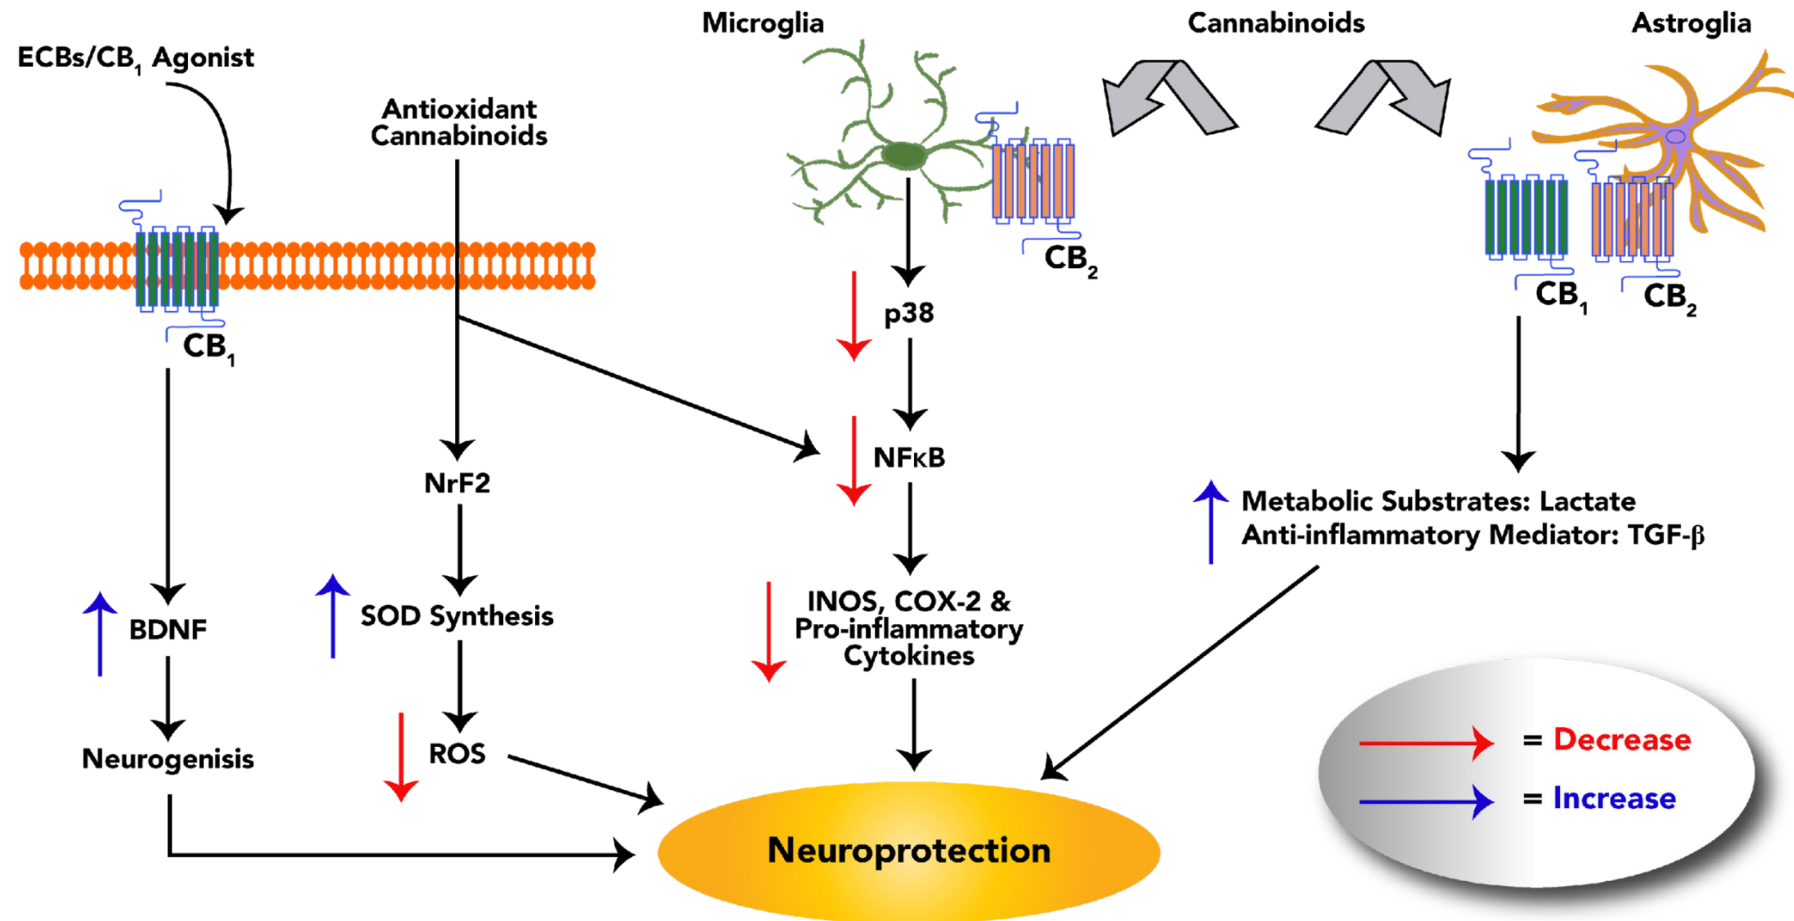 Microglia
Cannabinoids
Astroglia
ECBs/CB₁ Agonist
Antioxidant
Cannabinoids
CB₂
CB₁
CB₂
p38
CB₁
NFκB
NrF2
Metabolic Substrates: Lactate
Anti-inflammatory Mediator: TGF-β
INOS, COX-2 &
Pro-inflammatory
Cytokines
SOD Synthesis
BDNF
ROS
Neurogenisis
= Decrease
= Increase
Neuroprotection